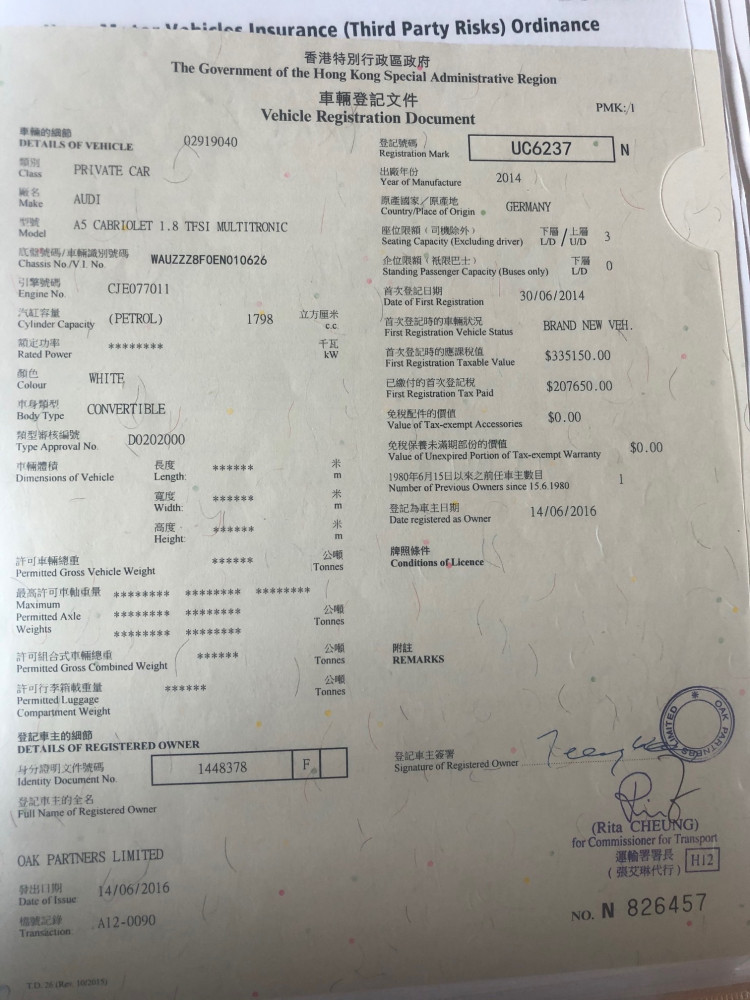 Motor Vehicles Insurance (Third Party Risks) Ordinance
香港特別行政區政府
The Government of the Hong Kong Special Administrative Region
車輛登記文件
Vehicle Registration Document
PMK: 1
車輛的細節
DETAILS OF VEHICLE 02919040
登記號碼
Registration Mark UC6237 N
類別
Class PRIVATE CAR
出廠年份
Year of Manufacture 2014
廠名
Make AUDI
原產國家／原產地
Country/Place of Origin GERMANY
型號
Model A5 CABRIOLET 1.8 TFSI MULTITRONIC
座位限額（司機除外） 下層 / 上層
Seating Capacity (Excluding driver) L/D / U/D 3
底盤號碼/車輛識別號碼
Chassis No./V.I. No. WAUZZZ8F0EN010626
企位限額（祇限巴士） 下層
Standing Passenger Capacity (Buses only) L/D 0
引擎號碼
Engine No. CJE077011
首次登記日期
Date of First Registration 30/06/2014
汽缸容量 立方厘米
Cylinder Capacity (PETROL) 1798 c.c.
首次登記時的車輛狀況
First Registration Vehicle Status BRAND NEW VEH.
額定功率 千瓦
Rated Power ******** kW
首次登記時的應課稅值
First Registration Taxable Value $335150.00
顏色
Colour WHITE
已繳付的首次登記稅
First Registration Tax Paid $207650.00
車身類型
Body Type CONVERTIBLE
免稅配件的價值
Value of Tax-exempt Accessories $0.00
類型審核編號
Type Approval No. D0202000
免稅保養未滿期部份的價值
Value of Unexpired Portion of Tax-exempt Warranty $0.00
車輛體積 長度 米
Dimensions of Vehicle Length: ****** m
1980年6月15日以來之前任車主數目
Number of Previous Owners since 15.6.1980 1
寬度 米
Width: ****** m
登記為車主日期
Date registered as Owner 14/06/2016
高度 米
Height: ****** m
許可車輛總重 公噸
Permitted Gross Vehicle Weight ****** Tonnes
牌照條件
Conditions of Licence
最高許可車軸重量 ******** ******** ********
Maximum
Permitted Axle ******** ******** 公噸
Weights Tonnes
******** ********
許可組合式車輛總重 公噸
Permitted Gross Combined Weight ****** Tonnes
附註
REMARKS
許可行李箱載重量 ****** 公噸
Permitted Luggage Tonnes
Compartment Weight
登記車主的細節
DETAILS OF REGISTERED OWNER
身分證明文件號碼
Identity Document No. 1448378 F
登記車主簽署
Signature of Registered Owner
OAK PARTNERS LIMITED
登記車主的全名
Full Name of Registered Owner
OAK PARTNERS LIMITED
(Rita CHEUNG)
for Commissioner for Transport
運輸署署長
（張艾琳代行） H12
發出日期
Date of Issue 14/06/2016
檔號記錄
Transaction A12-0090
NO. N 826457
T.D. 26 (Rev. 10/2015)